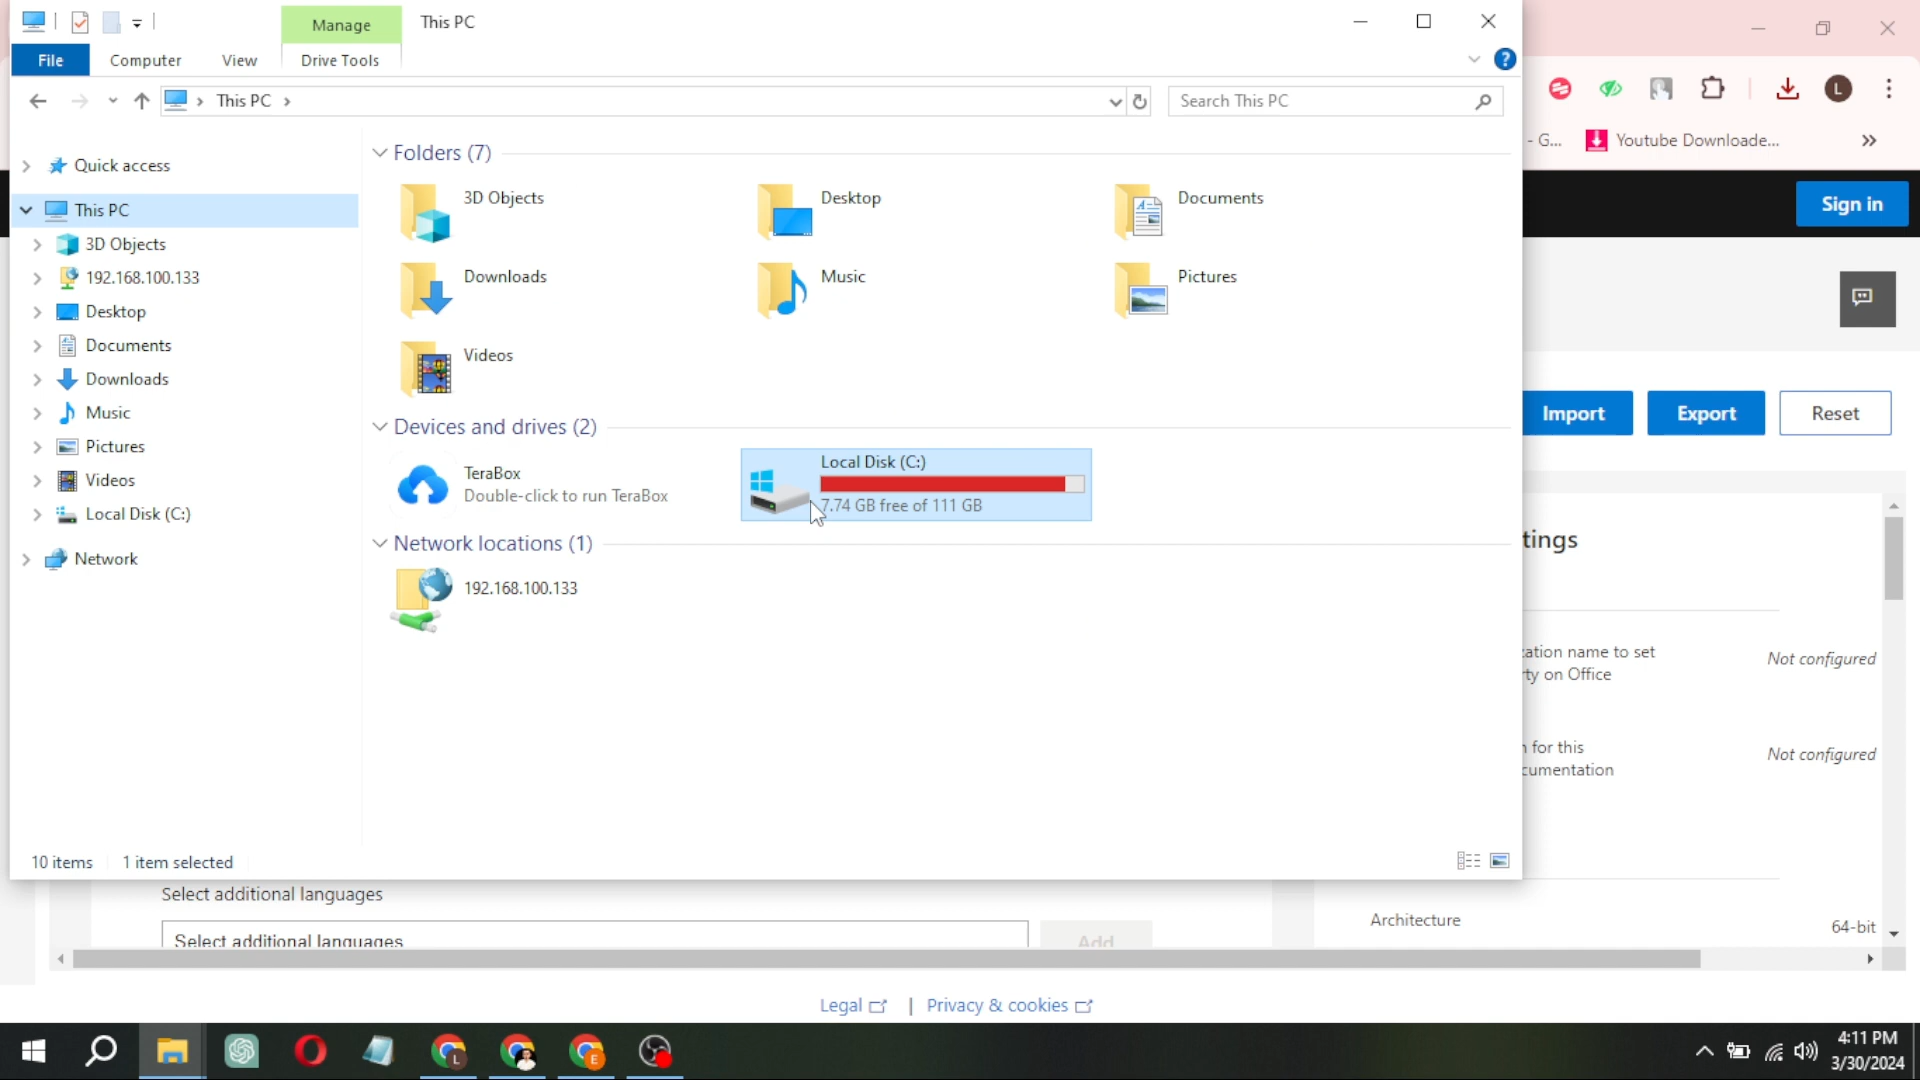 Manage
This PC
File
Computer
View
Drive Tools
?
This PC
Search This PC
L
- G...
Youtube Downloade...
Sign in
Quick access
This PC
3D Objects
192.168.100.133
Desktop
Documents
Downloads
Music
Pictures
Videos
Local Disk (C:)
Network
Folders (7)
3D Objects
Desktop
Documents
Downloads
Music
Pictures
Videos
Devices and drives (2)
TeraBox
Double-click to run TeraBox
Local Disk (C:)
7.74 GB free of 111 GB
Network locations (1)
192.168.100.133
10 items
1 item selected
Import
Export
Reset
tings
ation name to set
ty on Office
Not configured
for this
cumentation
Not configured
Select additional languages
Select additional languages
Add
Architecture
64-bit
Legal
|
Privacy & cookies
L
E
4:11 PM
3/30/2024